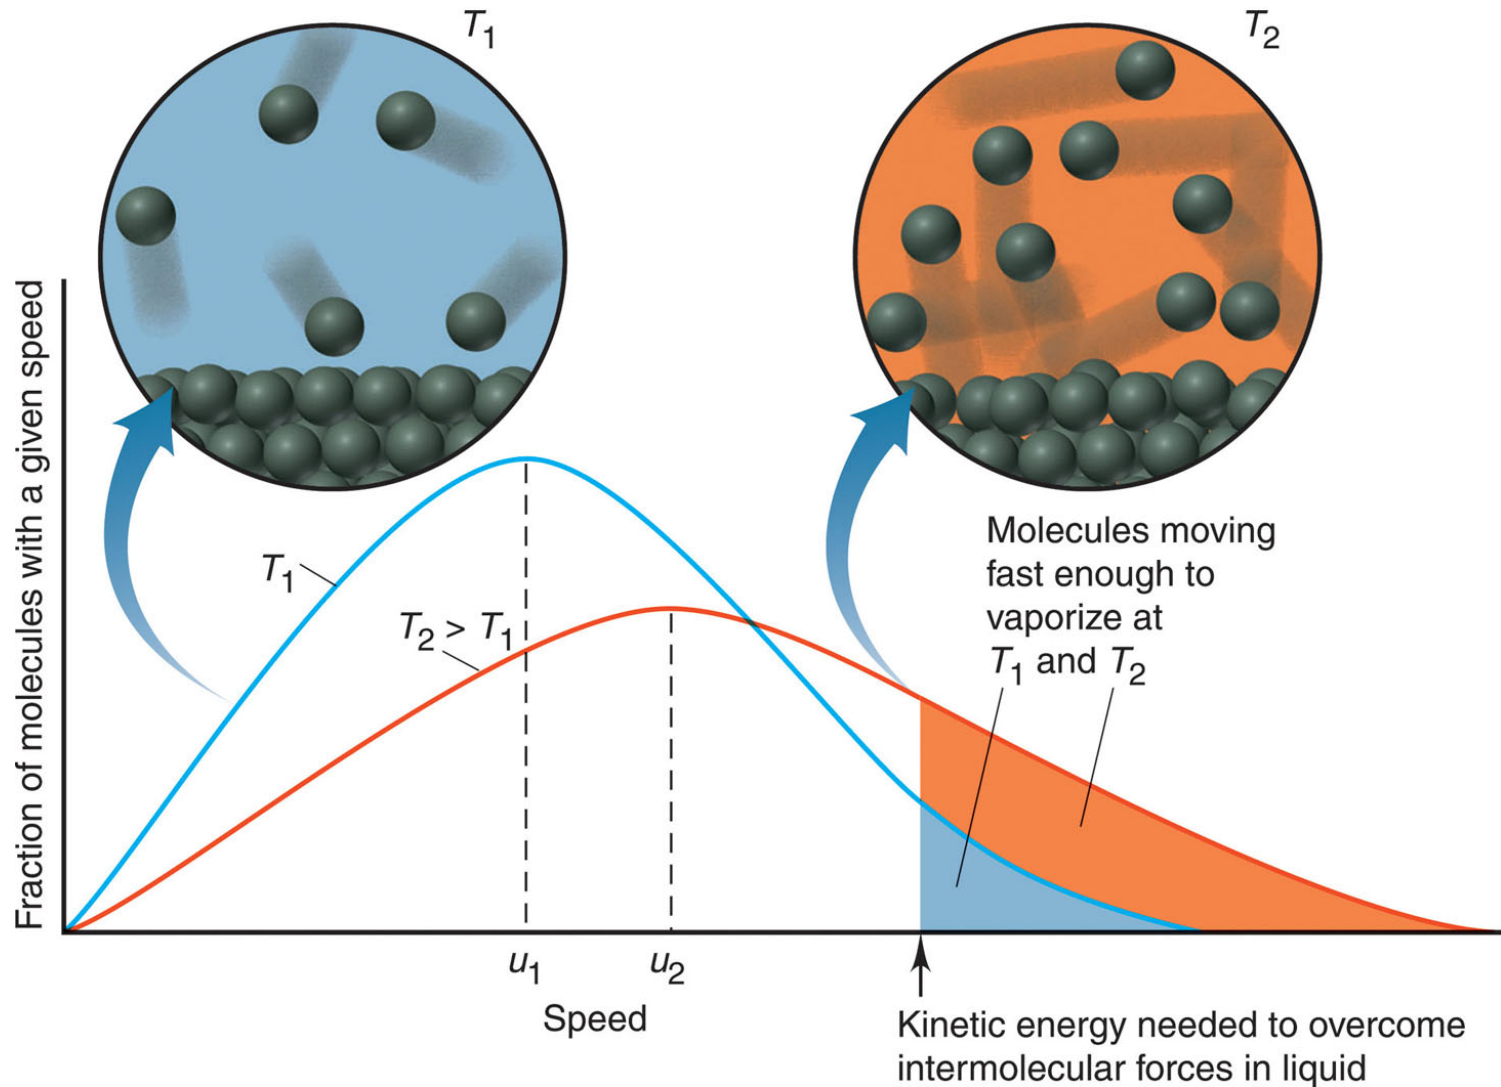 T₁
T₂
Fraction of molecules with a given speed
T₁
T₂ > T₁
Molecules moving
fast enough to
vaporize at
T₁ and T₂
u₁
u₂
Speed
Kinetic energy needed to overcome
intermolecular forces in liquid